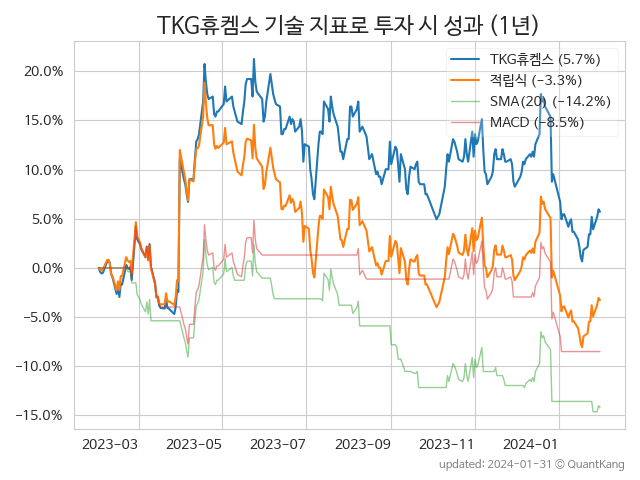 TKG휴켐스 기술 지표로 투자 시 성과 (1년)
TKG휴켐스 (5.7%)
적립식 (−3.3%)
SMA(20) (−14.2%)
MACD (−8.5%)
20.0%
15.0%
10.0%
5.0%
0.0%
−5.0%
−10.0%
−15.0%
2023-03 2023-05 2023-07 2023-09 2023-11 2024-01
updated: 2024-01-31 © QuantKang